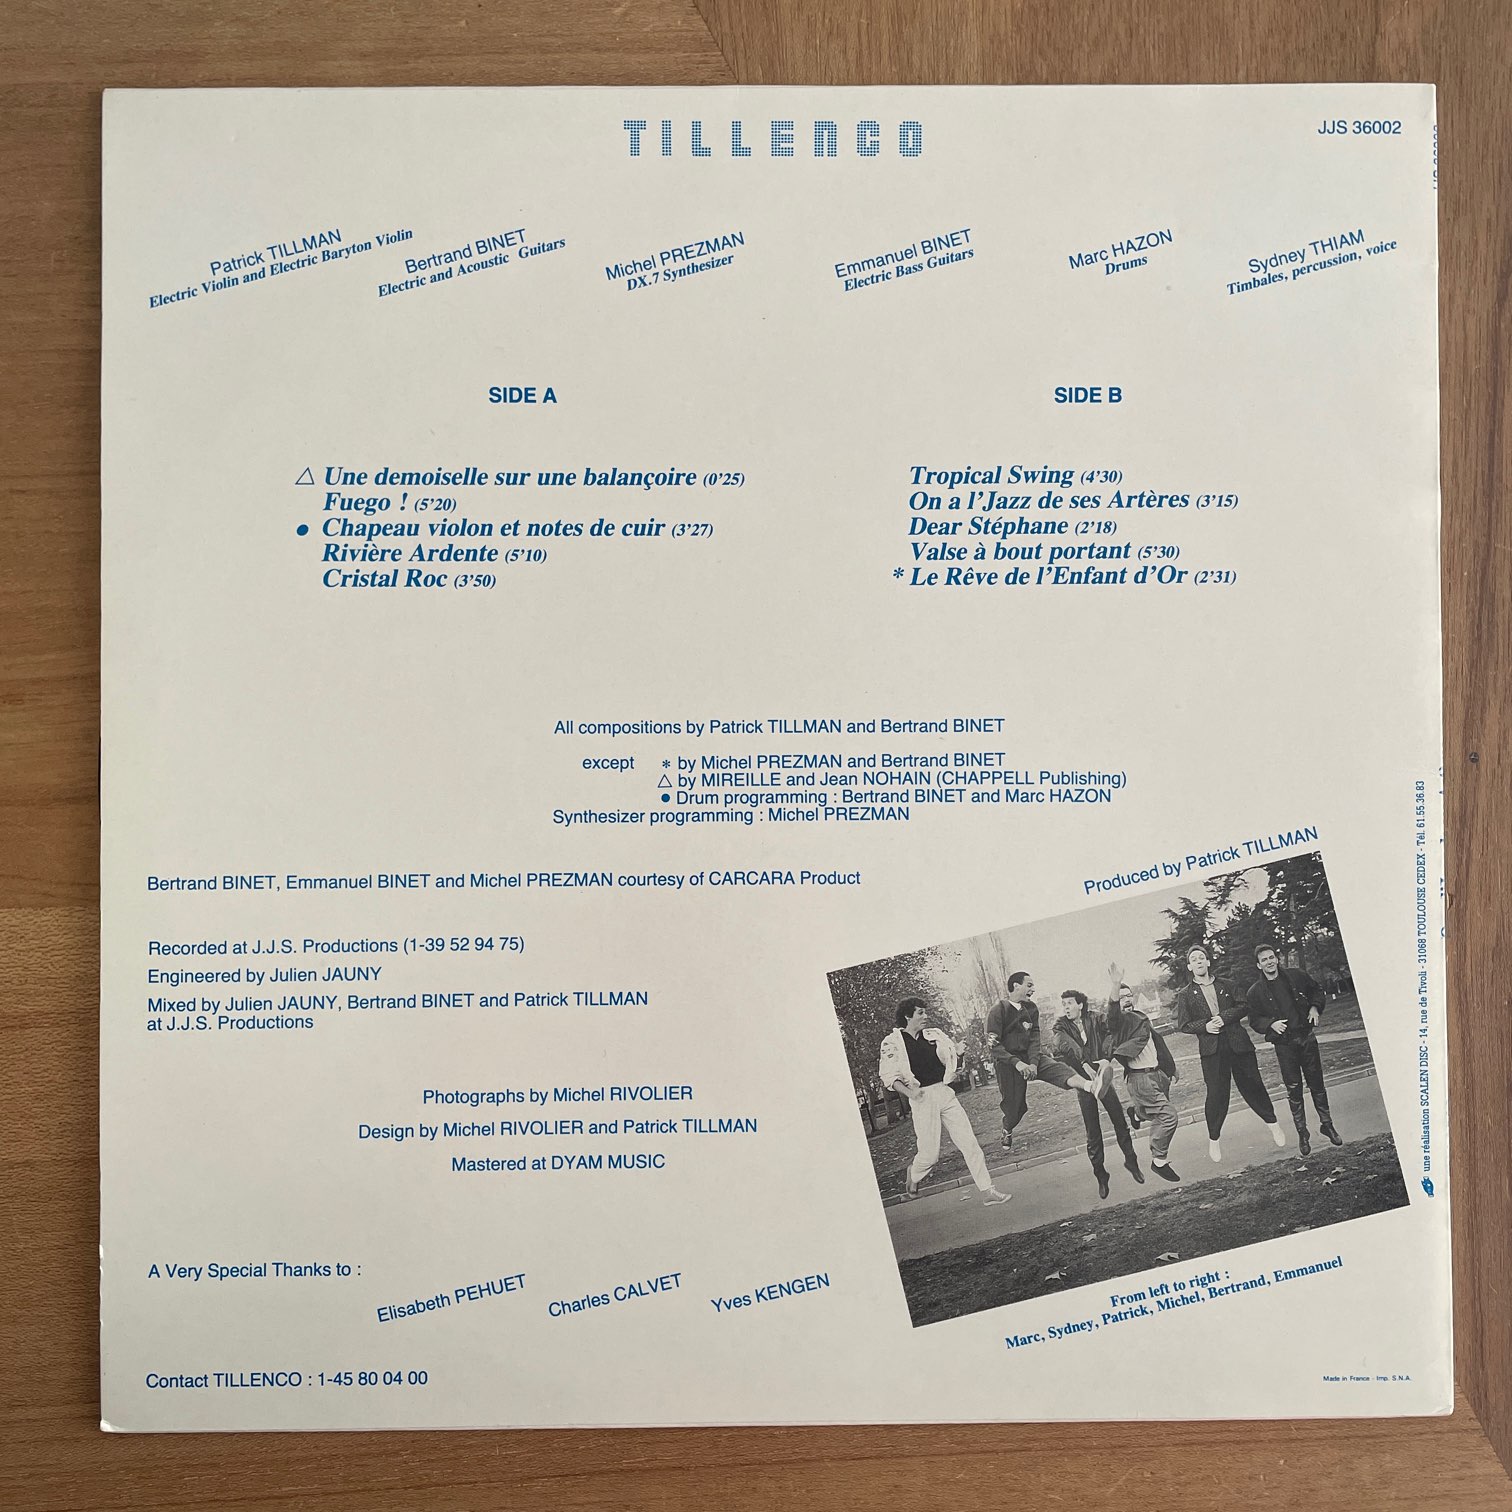 TILLENCO
JJS 36002
Patrick TILLMAN
Electric Violin and Electric Baryton Violin
Bertrand BINET
Electric and Acoustic Guitars
Michel PREZMAN
DX.7 Synthesizer
Emmanuel BINET
Electric Bass Guitars
Marc HAZON
Drums
Sydney THIAM
Timbales, percussion, voice
SIDE A
△ Une demoiselle sur une balançoire (0'25)
Fuego ! (5'20)
● Chapeau violon et notes de cuir (3'27)
Rivière Ardente (5'10)
Cristal Roc (3'50)
SIDE B
Tropical Swing (4'30)
On a l'Jazz de ses Artères (3'15)
Dear Stéphane (2'18)
Valse à bout portant (5'30)
* Le Rêve de l'Enfant d'Or (2'31)
All compositions by Patrick TILLMAN and Bertrand BINET
except * by Michel PREZMAN and Bertrand BINET
△ by MIREILLE and Jean NOHAIN (CHAPPELL Publishing)
● Drum programming : Bertrand BINET and Marc HAZON
Synthesizer programming : Michel PREZMAN
Bertrand BINET, Emmanuel BINET and Michel PREZMAN courtesy of CARCARA Product
Recorded at J.J.S. Productions (1-39 52 94 75)
Engineered by Julien JAUNY
Mixed by Julien JAUNY, Bertrand BINET and Patrick TILLMAN
at J.J.S. Productions
Photographs by Michel RIVOLIER
Design by Michel RIVOLIER and Patrick TILLMAN
Mastered at DYAM MUSIC
A Very Special Thanks to :
Elisabeth PEHUET
Charles CALVET
Yves KENGEN
Contact TILLENCO : 1-45 80 04 00
Produced by Patrick TILLMAN
From left to right :
Marc, Sydney, Patrick, Michel, Bertrand, Emmanuel
une réalisation SCALEN DISC - 14, rue de Tivoli - 31068 TOULOUSE CEDEX - Tél. 61.55.36.83
Made in France - Imp. S.N.A.